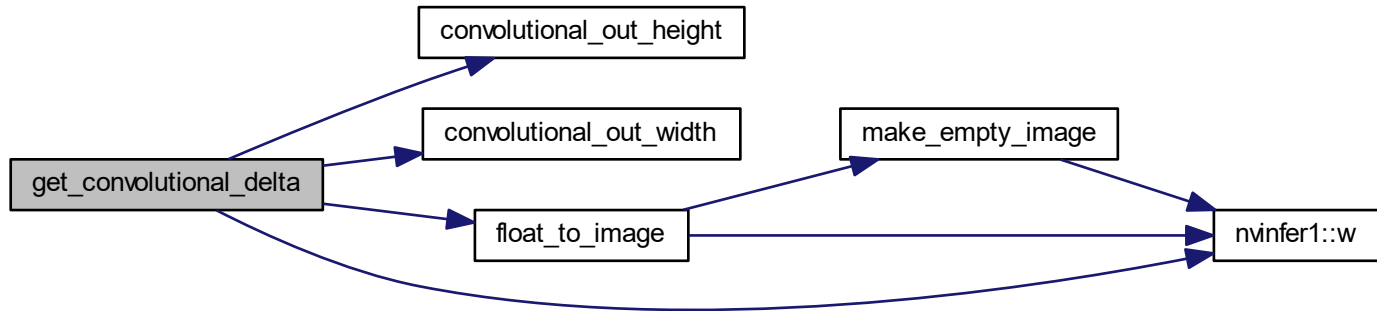 convolutional_out_height
convolutional_out_width
make_empty_image
get_convolutional_delta
float_to_image
nvinfer1::w